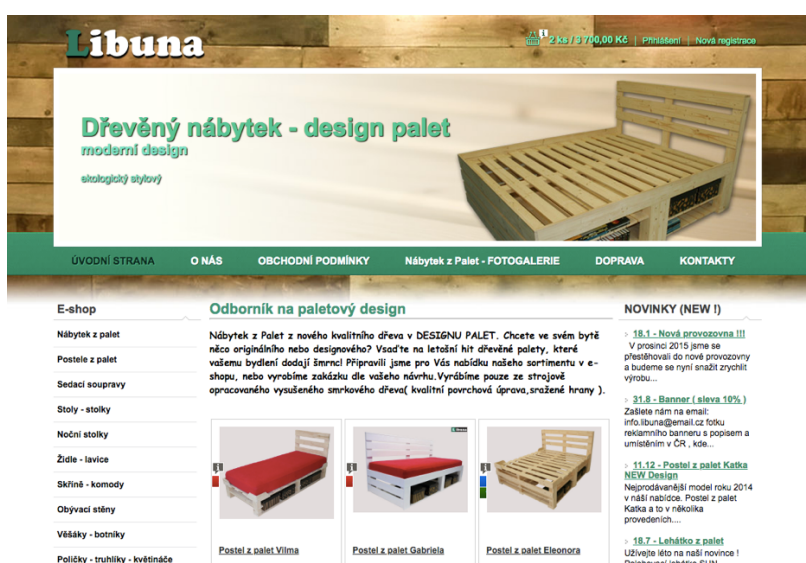 Libuna
2 ks / 3 700,00 Kč | Přihlášení | Nová registrace
Dřevěný nábytek - design palet
moderní design
ekologický stylový
ÚVODNÍ STRANA
O NÁS
OBCHODNÍ PODMÍNKY
Nábytek z Palet - FOTOGALERIE
DOPRAVA
KONTAKTY
E-shop
Nábytek z palet
Postele z palet
Sedací soupravy
Stoly - stolky
Noční stolky
Židle - lavice
Skříně - komody
Obývací stěny
Věšáky - botníky
Poličky - truhlíky - květináče
Odborník na paletový design
Nábytek z Palet z nového kvalitního dřeva v DESIGNU PALET. Chcete ve svém bytě
něco originálního nebo designového? Vsaďte na letošní hit dřevěné palety, které
vašemu bydlení dodají šmrnc! Připravili jsme pro Vás nabídku našeho sortimentu v e-
shopu, nebo vyrobíme zakázku dle vašeho návrhu.Vyrábíme pouze ze strojově
opracovaného vysušeného smrkového dřeva( kvalitní povrchová úprava,sražené hrany ).
Postel z palet Vilma
Postel z palet Gabriela
Postel z palet Eleonora
NOVINKY (NEW !)
18.1 - Nová provozovna !!!
V prosinci 2015 jsme se
přestěhovali do nové provozovny
a budeme se nyní snažit zrychlit
výrobu...
31.8 - Banner ( sleva 10% )
Zašlete nám na email:
info.libuna@email.cz fotku
reklamního banneru s popisem a
umístěním v ČR , kde...
11.12 - Postel z palet Katka
NEW Design
Nejprodávanější model roku 2014
v náší nabídce. Postel z palet
Katka a to v několika
provedeních....
18.7 - Lehátko z palet
Užívejte léto na naší novince !